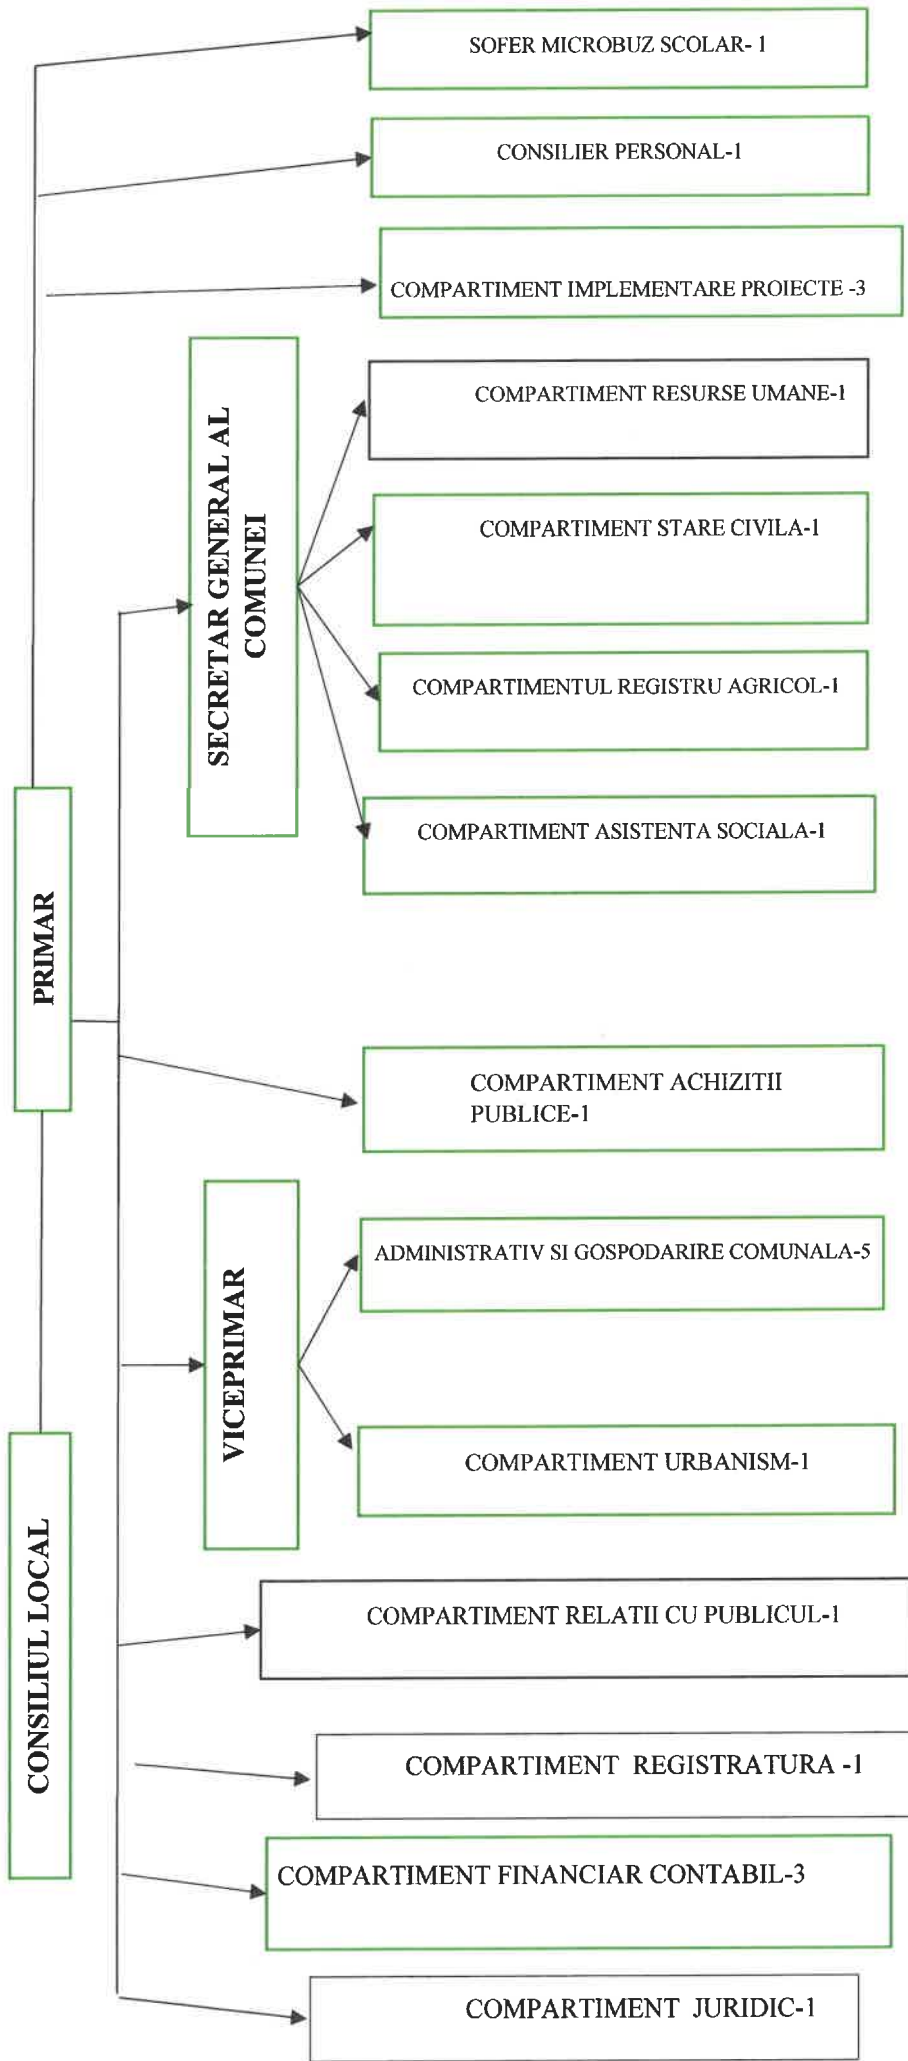 SOFER MICROBUZ SCOLAR- 1
CONSILIER PERSONAL-1
COMPARTIMENT IMPLEMENTARE PROIECTE -3
SECRETAR GENERAL AL
COMUNEI
COMPARTIMENT RESURSE UMANE-1
COMPARTIMENT STARE CIVILA-1
COMPARTIMENTUL REGISTRU AGRICOL-1
COMPARTIMENT ASISTENTA SOCIALA-1
PRIMAR
COMPARTIMENT ACHIZITII
PUBLICE-1
VICEPRIMAR
ADMINISTRATIV SI GOSPODARIRE COMUNALA-5
COMPARTIMENT URBANISM-1
CONSILIUL LOCAL
COMPARTIMENT RELATII CU PUBLICUL-1
COMPARTIMENT REGISTRATURA -1
COMPARTIMENT FINANCIAR CONTABIL-3
COMPARTIMENT JURIDIC-1